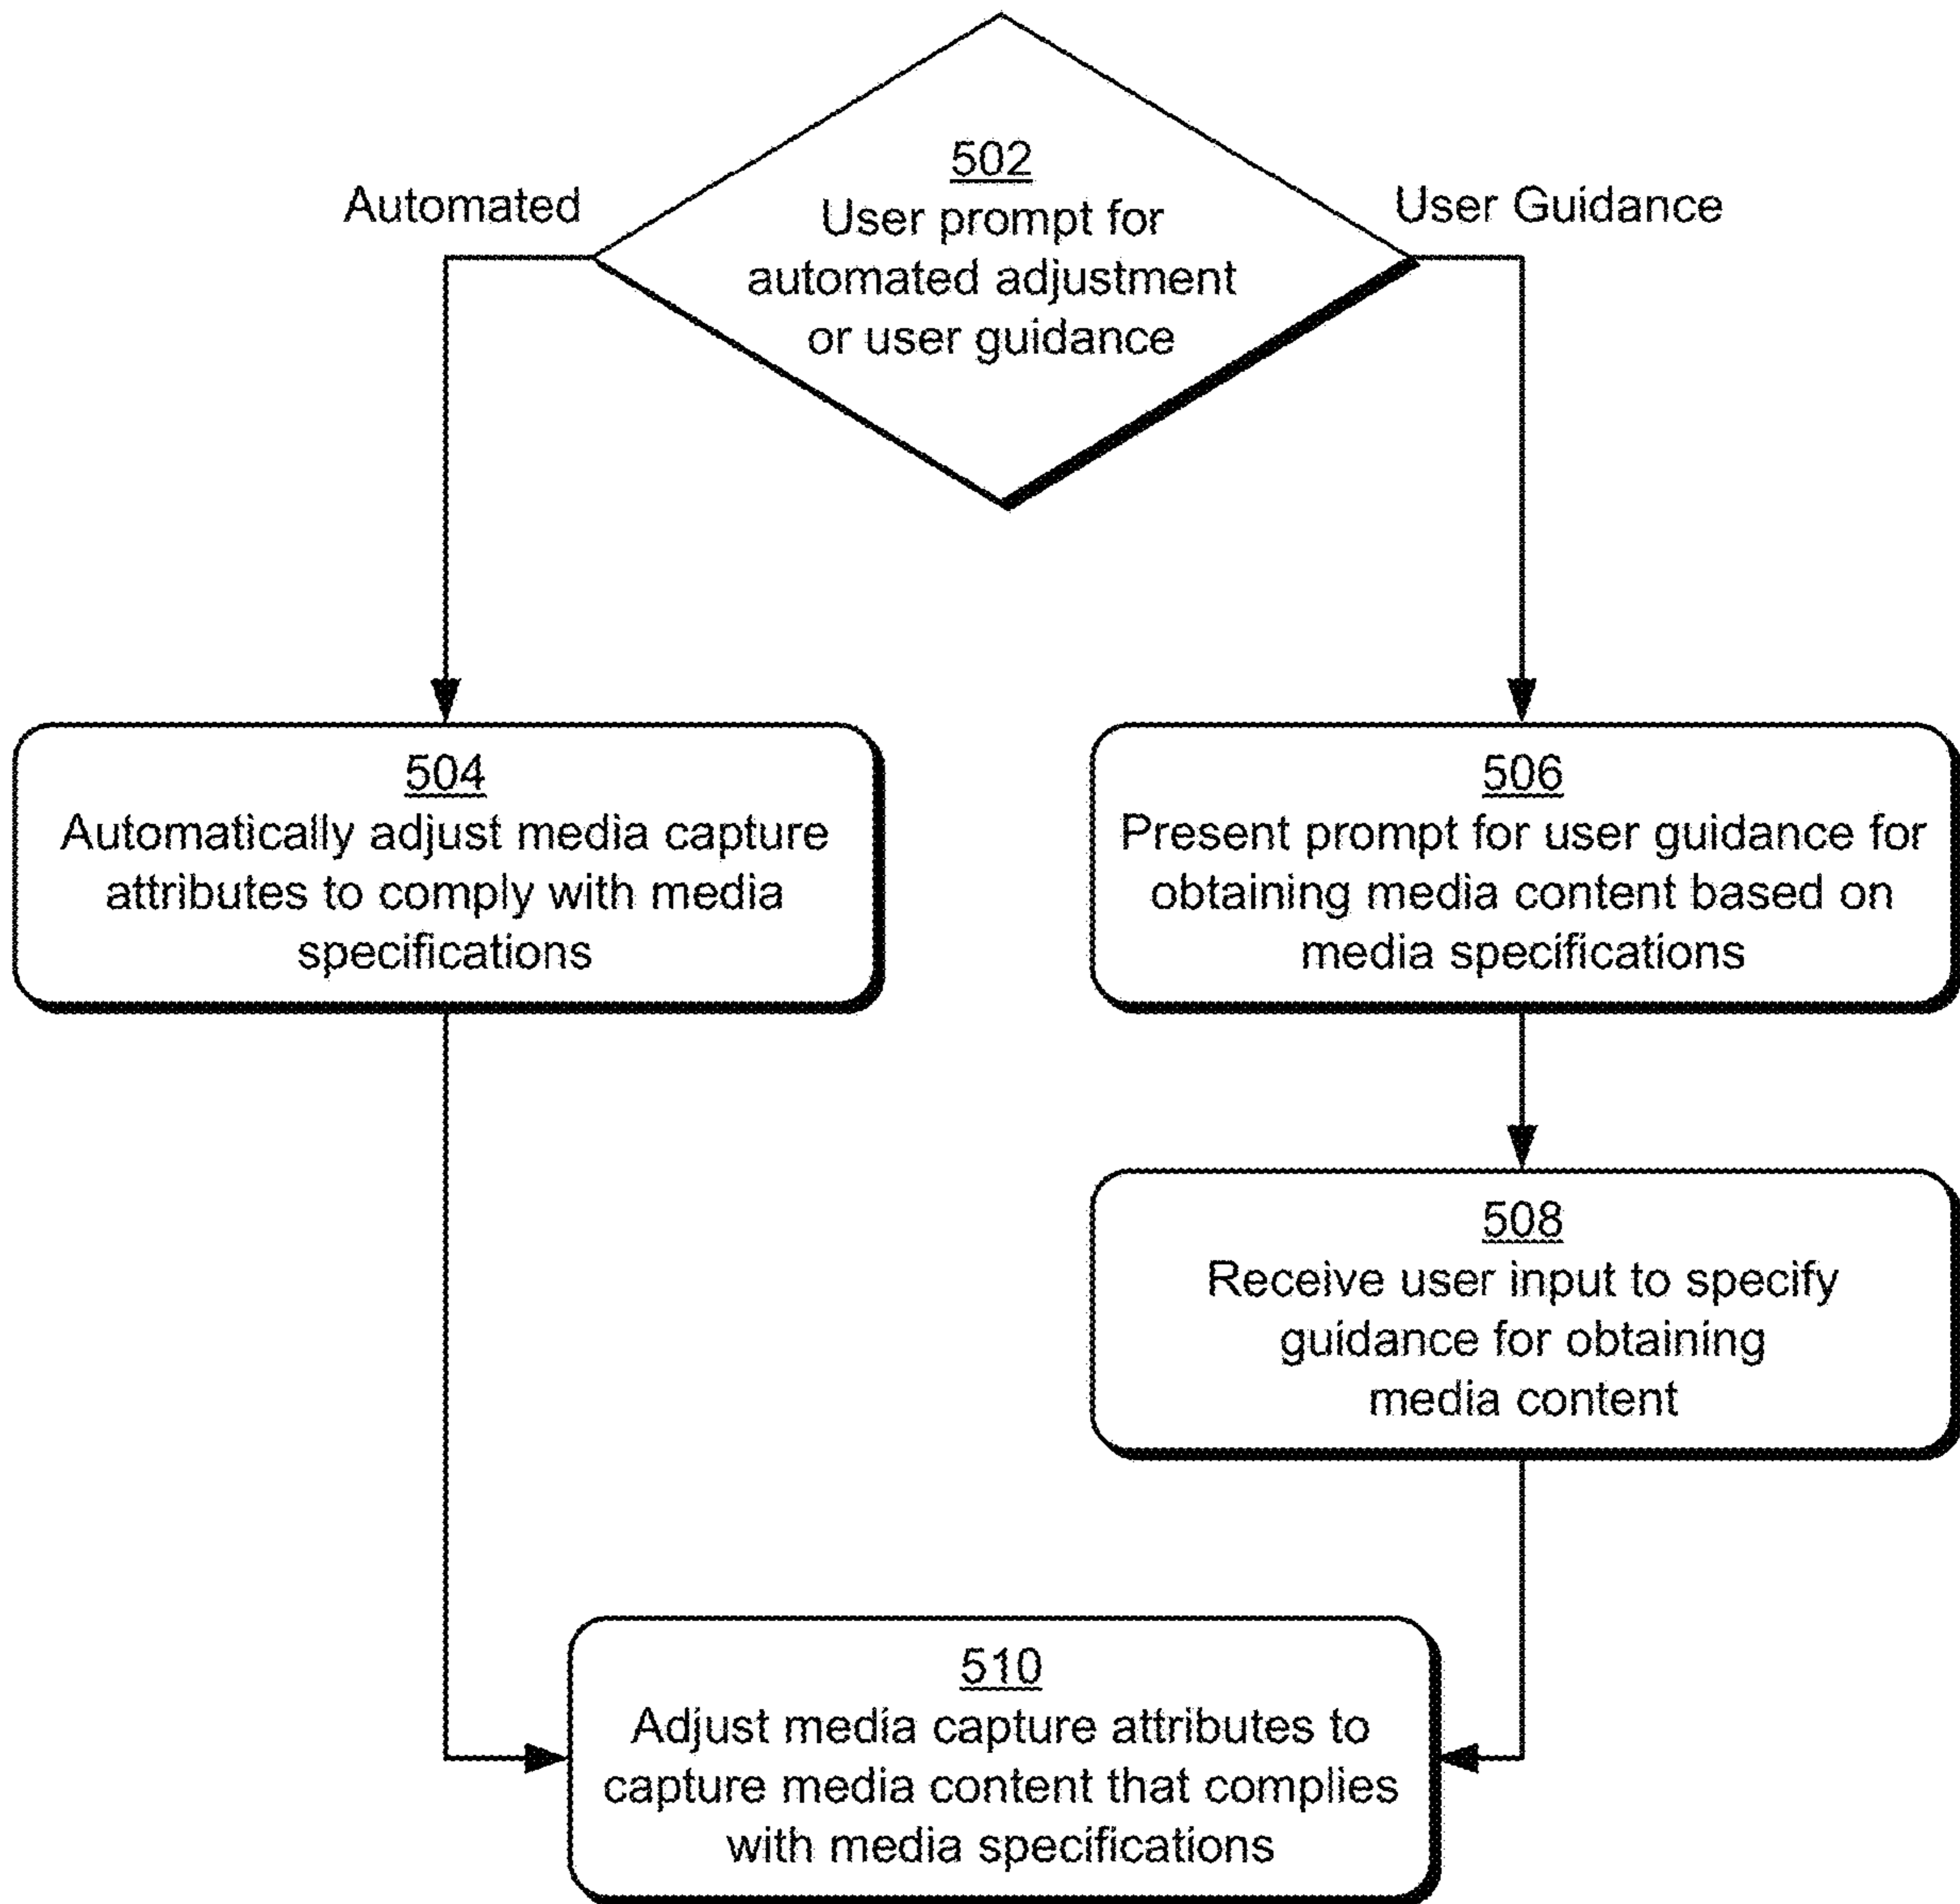 502
User prompt for
automated adjustment
or user guidance
Automated
User Guidance
504
Automatically adjust media capture
attributes to comply with media
specifications
506
Present prompt for user guidance for
obtaining media content based on
media specifications
508
Receive user input to specify
guidance for obtaining
media content
510
Adjust media capture attributes to
capture media content that complies
with media specifications